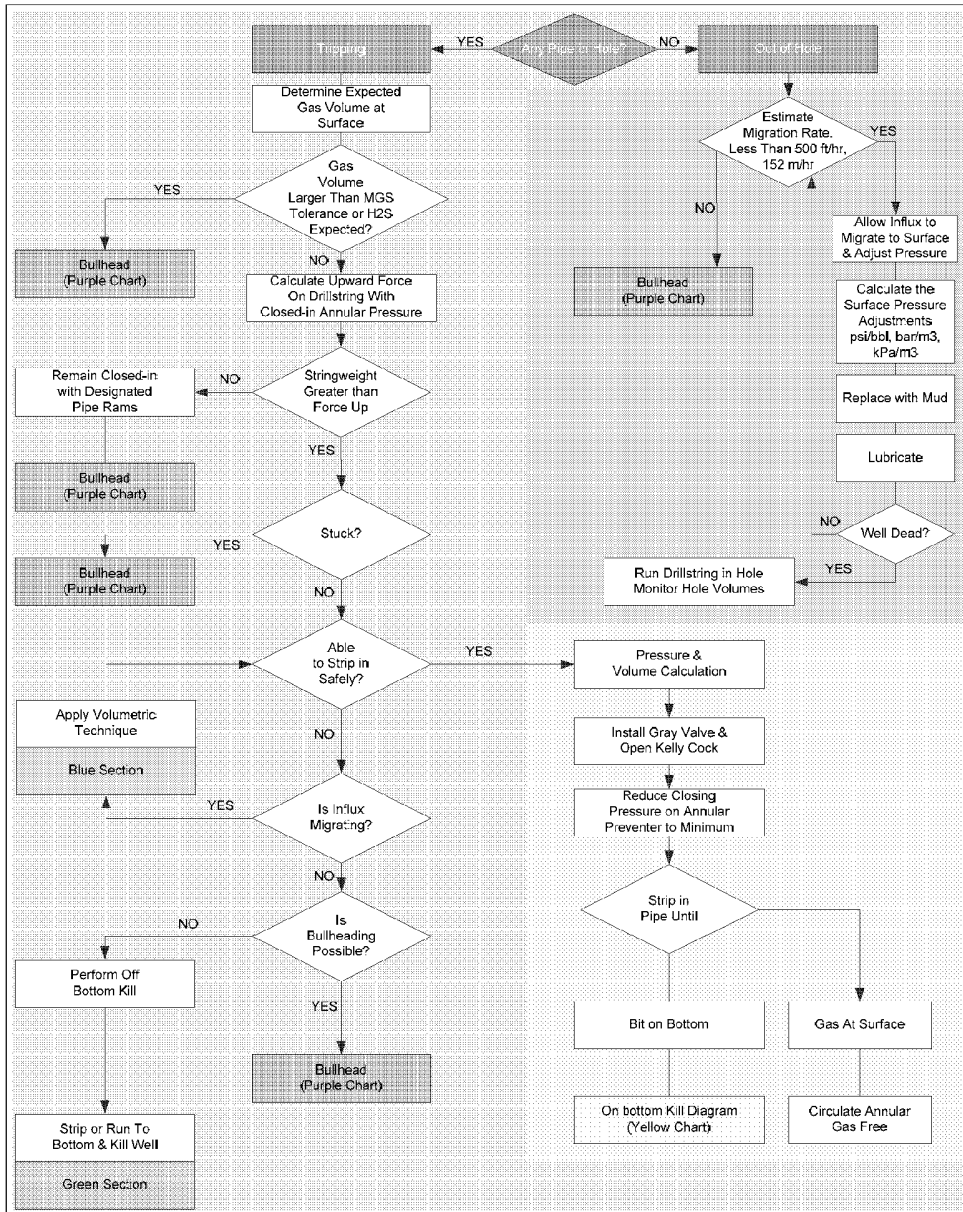 Tripping
YES
Any Pipe in Hole?
NO
Out of Hole
Determine Expected
Gas Volume at
Surface
Gas
Volume
Larger Than MGS
Tolerance or H2S
Expected?
YES
NO
Bullhead
(Purple Chart)
Calculate Upward Force
On Drillstring With
Closed-in Annular Pressure
Stringweight
Greater than
Force Up
NO
Remain Closed-in
with Designated
Pipe Rams
Bullhead
(Purple Chart)
YES
Stuck?
YES
Bullhead
(Purple Chart)
NO
Able
to Strip in
Safely?
YES
NO
Apply Volumetric
Technique
Blue Section
YES
Is Influx
Migrating?
NO
Is
Bullheading
Possible?
NO
Perform Off
Bottom Kill
YES
Bullhead
(Purple Chart)
Strip or Run To
Bottom & Kill Well
Green Section
Estimate
Migration Rate.
Less Than 500 ft/hr,
152 m/hr
YES
NO
Bullhead
(Purple Chart)
Allow Influx to
Migrate to Surface
& Adjust Pressure
Calculate the
Surface Pressure
Adjustments
psi/bbl, bar/m3,
kPa/m3
Replace with Mud
Lubricate
Well Dead?
NO
YES
Run Drillstring in Hole
Monitor Hole Volumes
Pressure &
Volume Calculation
Install Gray Valve &
Open Kelly Cock
Reduce Closing
Pressure on Annular
Preventer to Minimum
Strip in
Pipe Until
Bit on Bottom
Gas At Surface
On bottom Kill Diagram
(Yellow Chart)
Circulate Annular
Gas Free